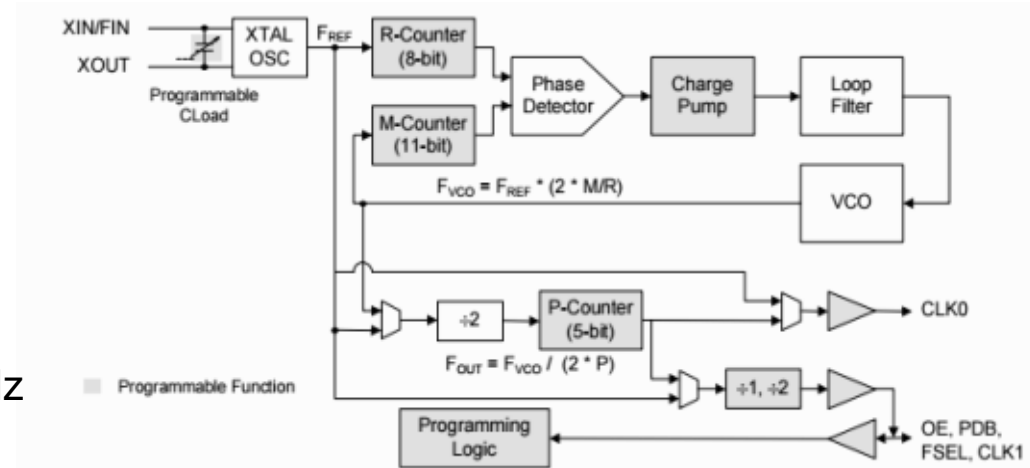 XIN/FIN
XOUT
Programmable
CLoad
XTAL
OSC
FREF
R-Counter
(8-bit)
M-Counter
(11-bit)
Phase
Detector
Charge
Pump
Loop
Filter
VCO
FVCO = FREF * (2 * M/R)
÷2
P-Counter
(5-bit)
FOUT = FVCO / (2 * P)
CLK0
÷1, ÷2
z
Programmable Function
Programming
Logic
OE, PDB,
FSEL, CLK1